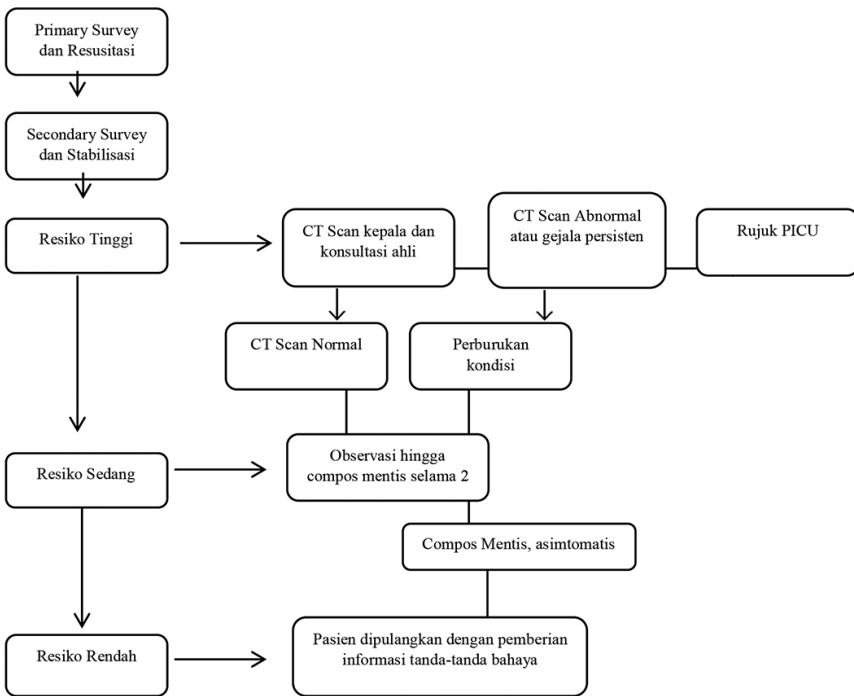 Primary Survey
dan Resusitasi
Secondary Survey
dan Stabilisasi
Resiko Tinggi
CT Scan kepala dan
konsultasi ahli
CT Scan Abnormal
atau gejala persisten
Rujuk PICU
CT Scan Normal
Perburukan
kondisi
Resiko Sedang
Observasi hingga
compos mentis selama 2
Compos Mentis, asimtomatis
Resiko Rendah
Pasien dipulangkan dengan pemberian
informasi tanda-tanda bahaya